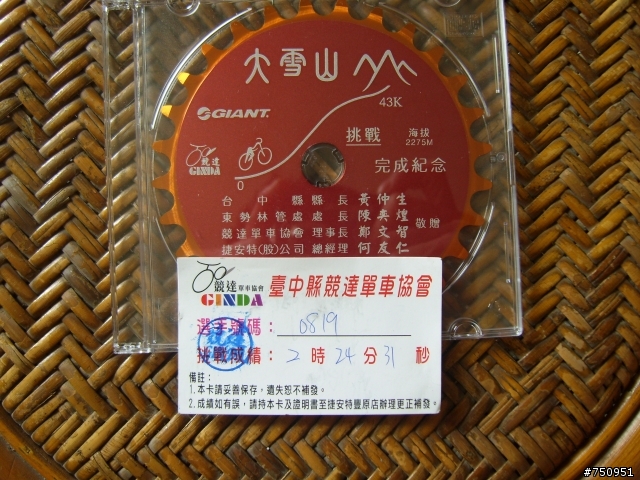 大雪山
43K
GIANT
挑戰
海拔
2275M
競達
GINDA
0
完成紀念
台中縣縣長 黃仲生
東勢林管處處長 陳典煌
競達單車協會 理事長 鄭文智
捷安特(股)公司 總經理 何友仁
敬贈
競達單車協會
GINDA
臺中縣競達單車協會
選手號碼：0819
挑戰成績：2時24分31秒
備註：
1.本卡請妥善保存，遺失恕不補發。
2.成績如有誤，請持本卡及證明書至捷安特豐原店辦理更正補發。
#750951